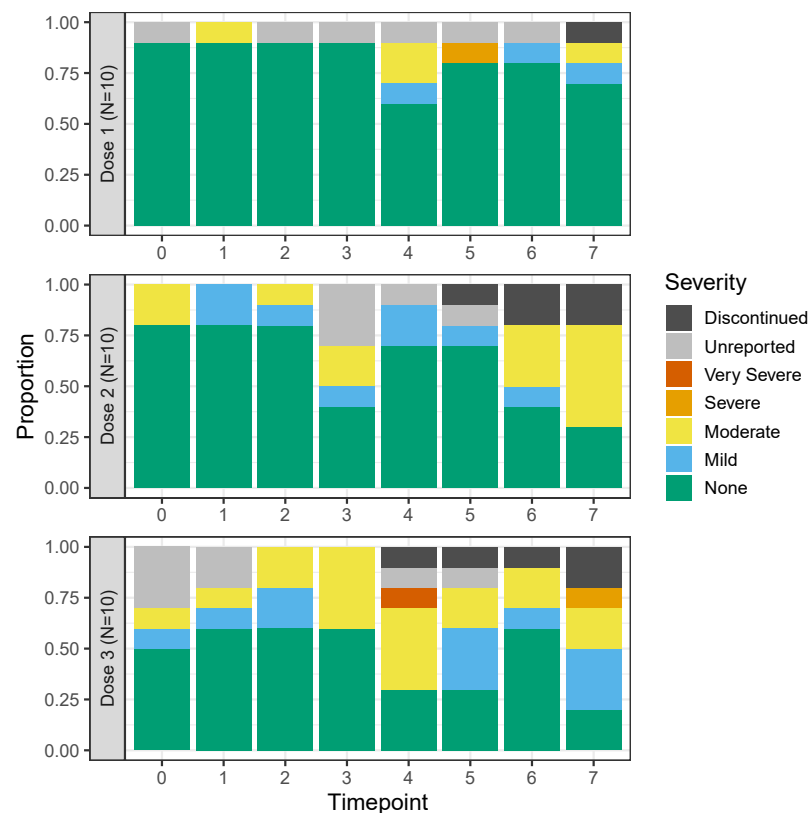 Proportion
Dose 1 (N=10)
1.00
0.75
0.50
0.25
0.00
0 1 2 3 4 5 6 7
Dose 2 (N=10)
1.00
0.75
0.50
0.25
0.00
0 1 2 3 4 5 6 7
Dose 3 (N=10)
1.00
0.75
0.50
0.25
0.00
0 1 2 3 4 5 6 7
Timepoint
Severity
Discontinued
Unreported
Very Severe
Severe
Moderate
Mild
None